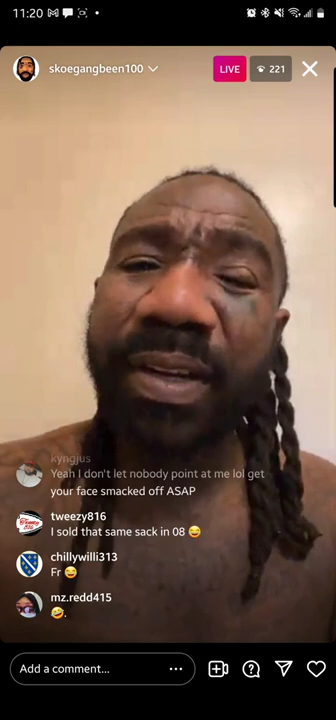 11:20
skoegangbeen100
LIVE
221
kyngjus
Yeah I don't let nobody point at me lol get
your face smacked off ASAP
tweezy816
I sold that same sack in 08 😅
chillywilli313
Fr 😅
mz.redd415
🤣.
Add a comment...